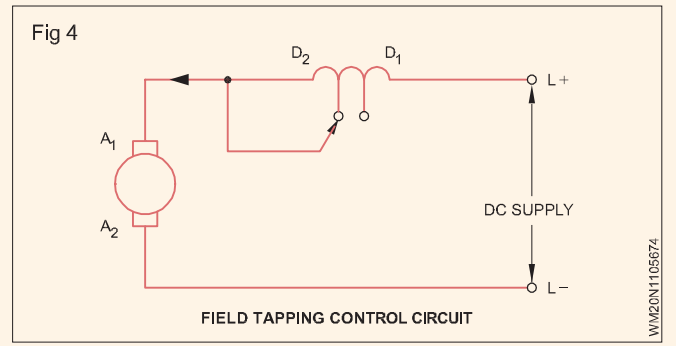 Fig 4
D2 D1
L+
A1
A2
DC SUPPLY
L−
FIELD TAPPING CONTROL CIRCUIT
WM20N1105674